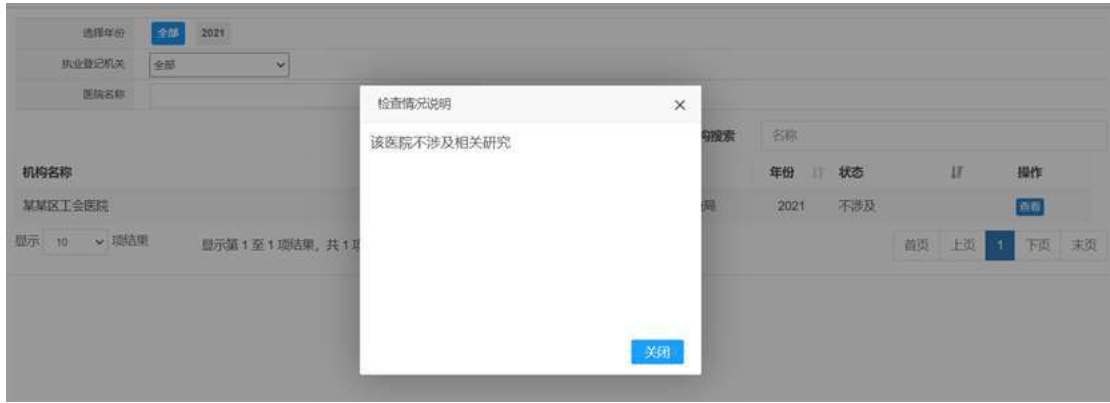 选择年份 全部 2021
执业登记机关 全部
医院名称
检查情况说明 ×
该医院不涉及相关研究
构搜索 名称
机构名称 年份 状态 操作
某某区工会医院 局 2021 不涉及 查看
显示 10 项结果 显示第 1 至 1 项结果，共 1 项
首页 上页 1 下页 末页
关闭